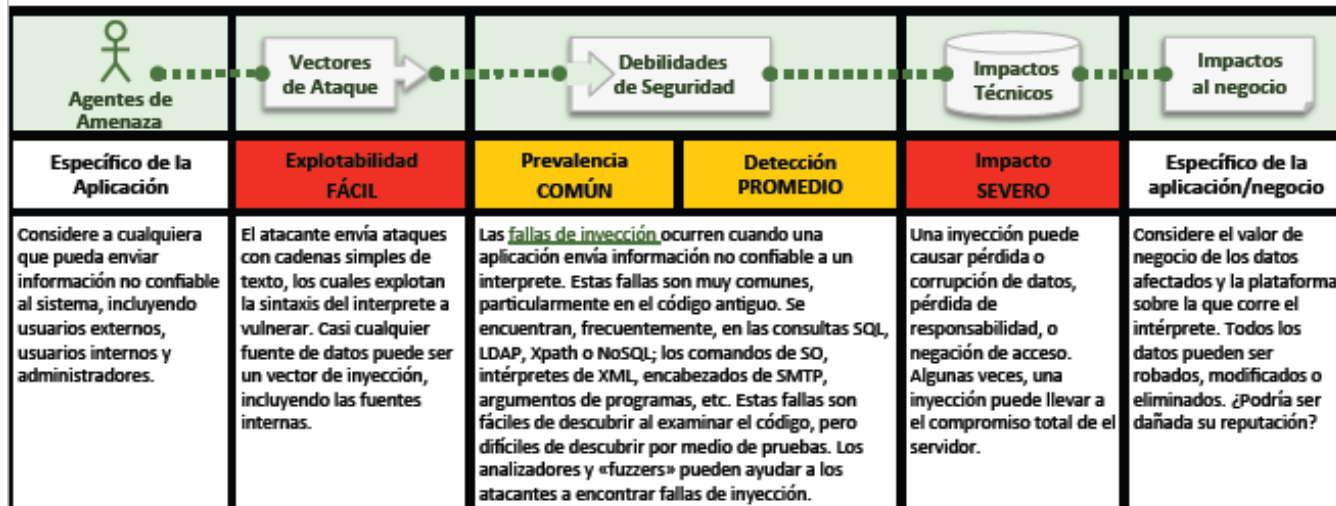 Agentes de
Amenaza
Vectores
de Ataque
Debilidades
de Seguridad
Impactos
Técnicos
Impactos
al negocio
Específico de la
Aplicación
Explotabilidad
FÁCIL
Prevalencia
COMÚN
Detección
PROMEDIO
Impacto
SEVERO
Específico de la
aplicación/negocio
Considere a cualquiera
que pueda enviar
información no confiable
al sistema, incluyendo
usuarios externos,
usuarios internos y
administradores.
El atacante envía ataques
con cadenas simples de
texto, los cuales explotan
la sintaxis del interprete a
vulnerar. Casi cualquier
fuente de datos puede ser
un vector de inyección,
incluyendo las fuentes
internas.
Las fallas de inyección ocurren cuando una
aplicación envía información no confiable a un
interprete. Estas fallas son muy comunes,
particularmente en el código antiguo. Se
encuentran, frecuentemente, en las consultas SQL,
LDAP, Xpath o NoSQL; los comandos de SO,
intérpretes de XML, encabezados de SMTP,
argumentos de programas, etc. Estas fallas son
fáciles de descubrir al examinar el código, pero
difíciles de descubrir por medio de pruebas. Los
analizadores y «fuzzers» pueden ayudar a los
atacantes a encontrar fallas de inyección.
Una inyección puede
causar pérdida o
corrupción de datos,
pérdida de
responsabilidad, o
negación de acceso.
Algunas veces, una
inyección puede llevar a
el compromiso total de el
servidor.
Considere el valor de
negocio de los datos
afectados y la plataforma
sobre la que corre el
intérprete. Todos los
datos pueden ser
robados, modificados o
eliminados. ¿Podría ser
dañada su reputación?